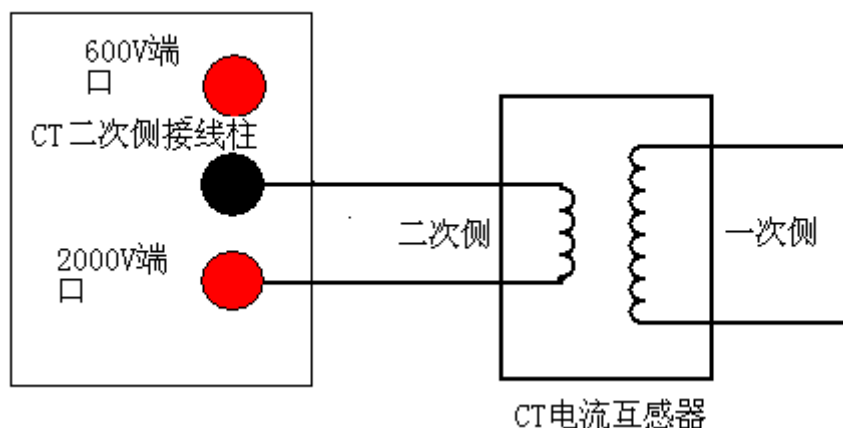 600V端
口
CT二次侧接线柱
2000V端
口
二次侧
一次侧
CT电流互感器